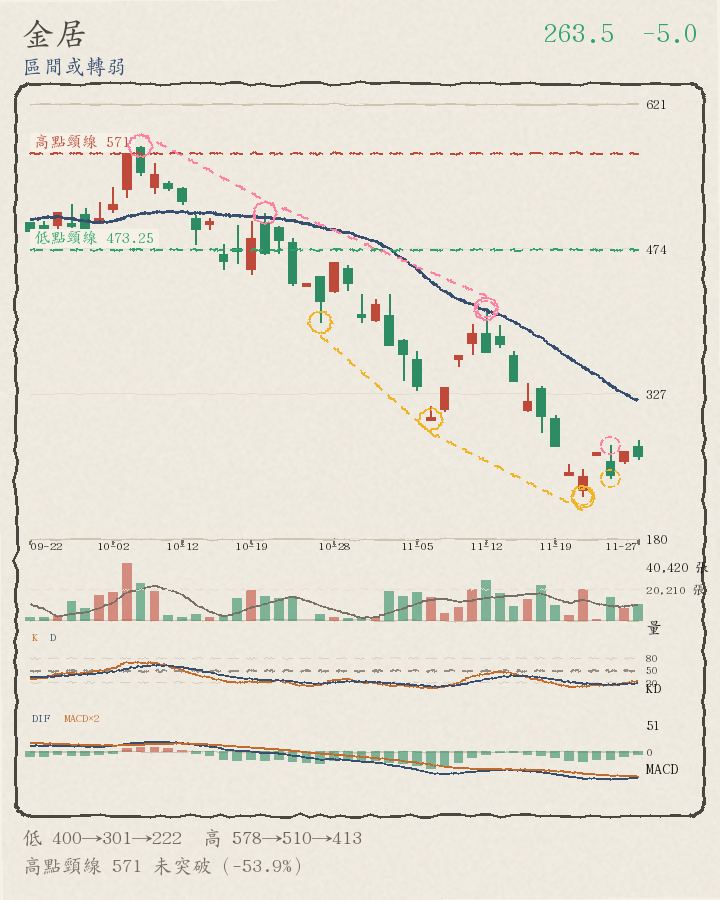 金居
263.5 -5.0
區間或轉弱
621
高點頸線 571
低點頸線 473.25
474
327
180
09-22 10-02 10-12 10-19 10-28 11-05 11-12 11-19 11-27
40,420 張
20,210 張
量
K D
80
50
20
KD
DIF MACD×2
51
0
MACD
低 400→301→222 高 578→510→413
高點頸線 571 未突破 (-53.9%)